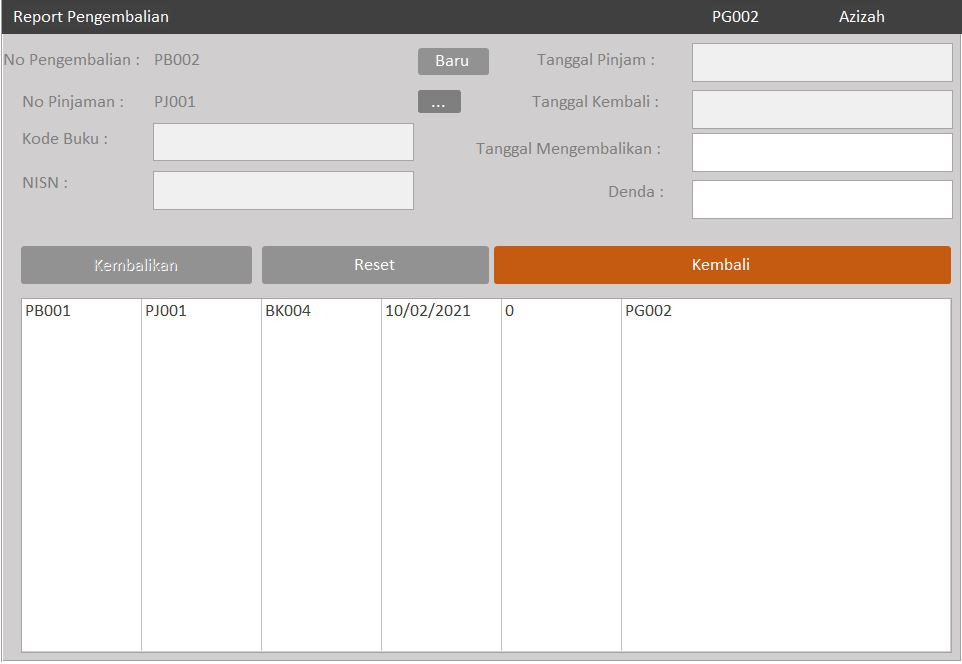 Report Pengembalian PG002 Azizah
No Pengembalian : PB002 Baru Tanggal Pinjam :
No Pinjaman : PJ001 ... Tanggal Kembali :
Kode Buku : Tanggal Mengembalikan :
NISN : Denda :
Kembalikan Reset Kembali
PB001 PJ001 BK004 10/02/2021 0 PG002